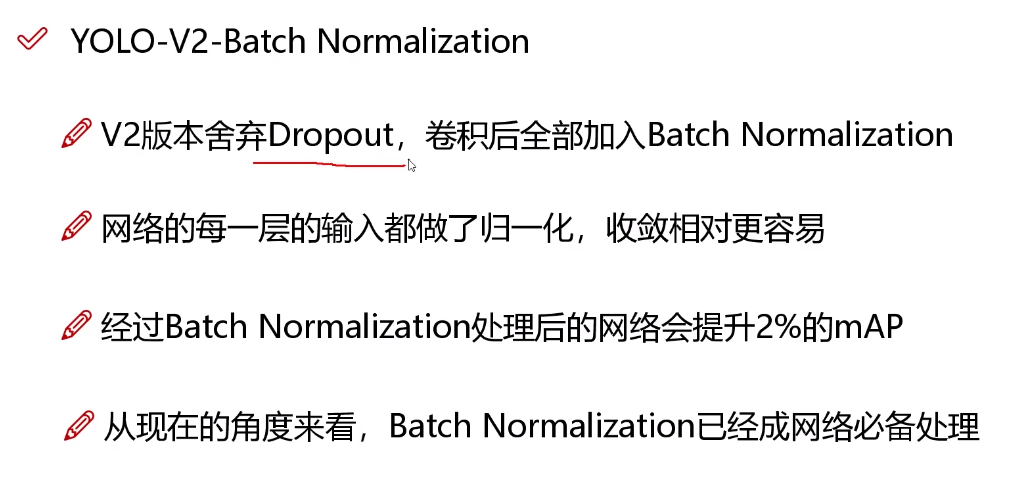 YOLO-V2-Batch Normalization
V2版本舍弃Dropout，卷积后全部加入Batch Normalization
网络的每一层的输入都做了归一化，收敛相对更容易
经过Batch Normalization处理后的网络会提升2%的mAP
从现在的角度来看，Batch Normalization已经成网络必备处理